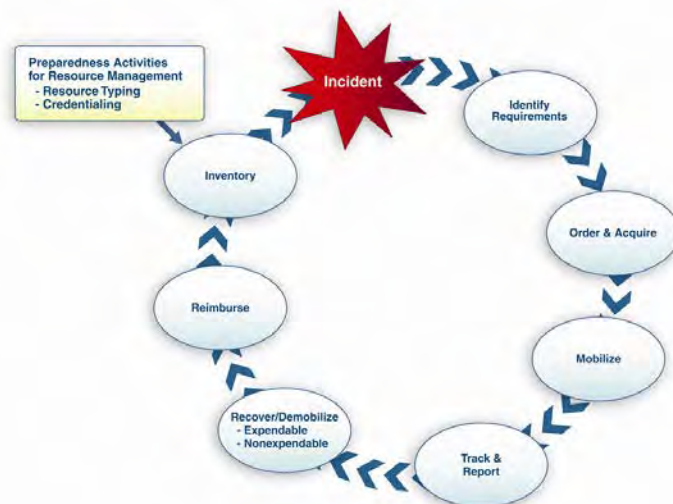 Preparedness Activities
for Resource Management
- Resource Typing
- Credentialing
Incident
Identify
Requirements
Order & Acquire
Mobilize
Track &
Report
Recover/Demobilize
- Expendable
- Nonexpendable
Reimburse
Inventory